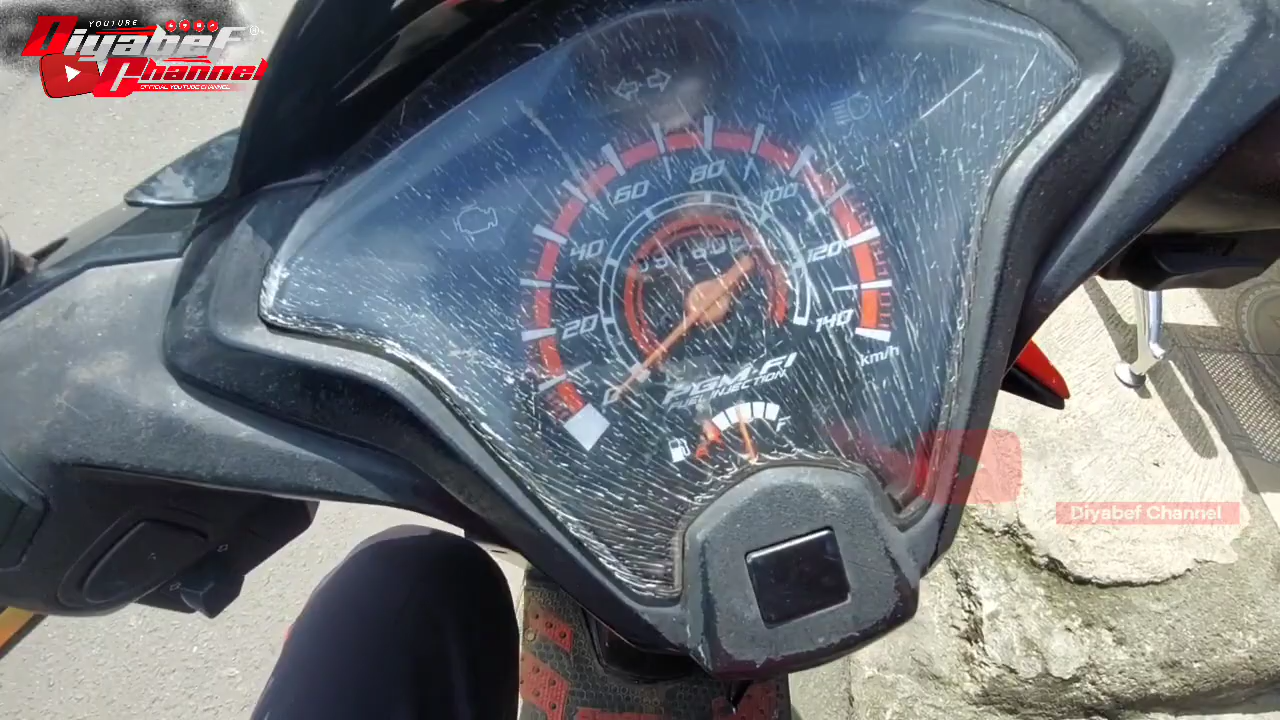 YOUTUBE
Diyabef
Channel
OFFICIAL YOUTUBE CHANNEL
0
20
40
60
80
100
120
140
km/h
PGM-FI
FUEL INJECTION
F
Diyabef Channel